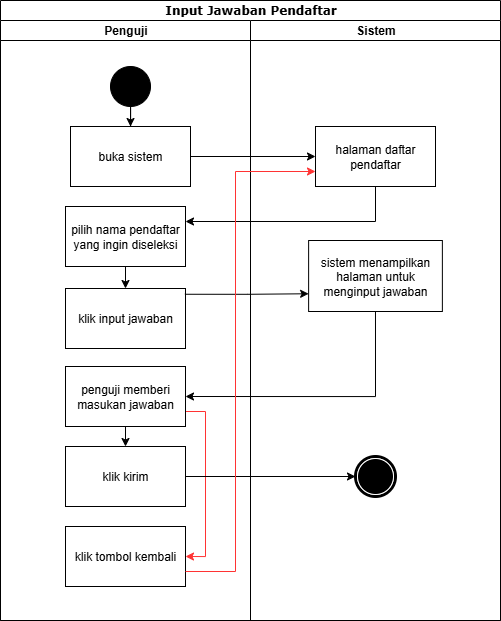 Input Jawaban Pendaftar
Penguji
Sistem
buka sistem
halaman daftar
pendaftar
pilih nama pendaftar
yang ingin diseleksi
sistem menampilkan
halaman untuk
menginput jawaban
klik input jawaban
penguji memberi
masukan jawaban
klik kirim
klik tombol kembali